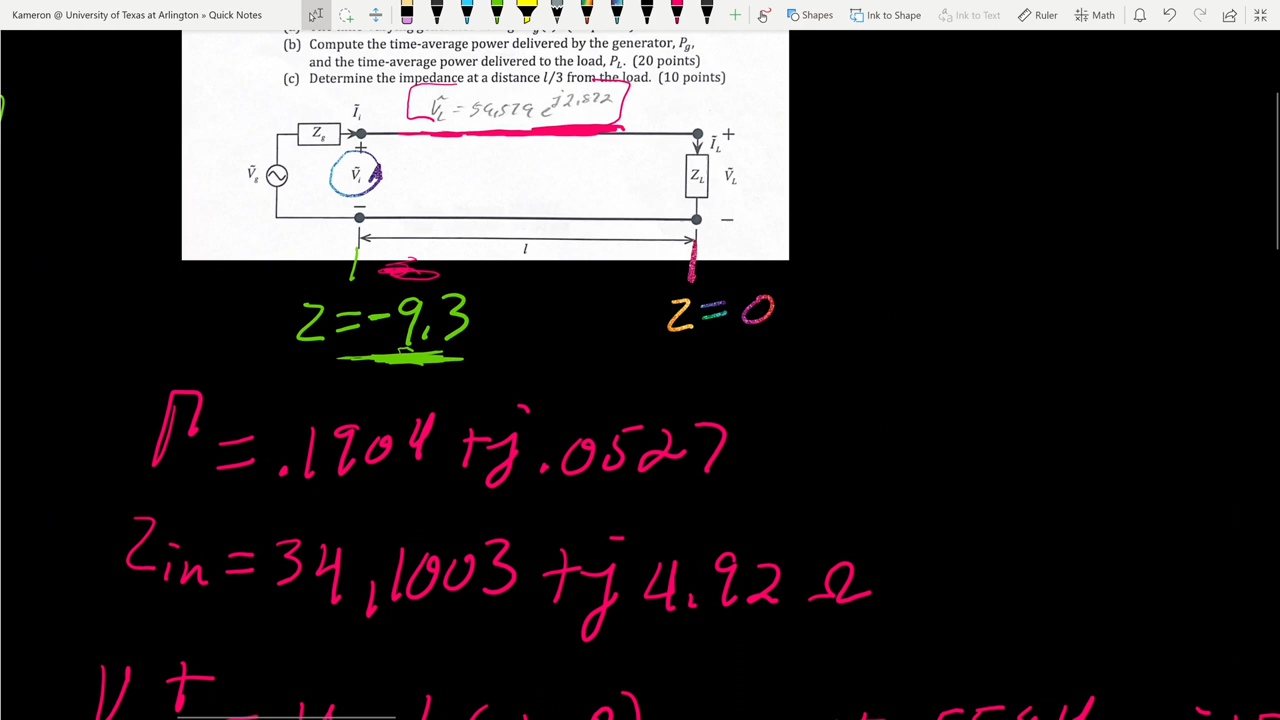 Kameron @ University of Texas at Arlington » Quick Notes
Shapes
Ink to Shape
Ink to Text
Ruler
Math
(b) Compute the time-average power delivered by the generator, Pg,
and the time-average power delivered to the load, PL. (20 points)
(c) Determine the impedance at a distance l/3 from the load. (10 points)
ṼL = 54,579 e^j2,822
Ĩi
Zg
+
+
ĨL
Ṽg
Ṽi
ZL
ṼL
−
−
l
z=-9,3
z=0
Γ = .1904 +j.0527
Zin = 34,1003 +j4.92 Ω